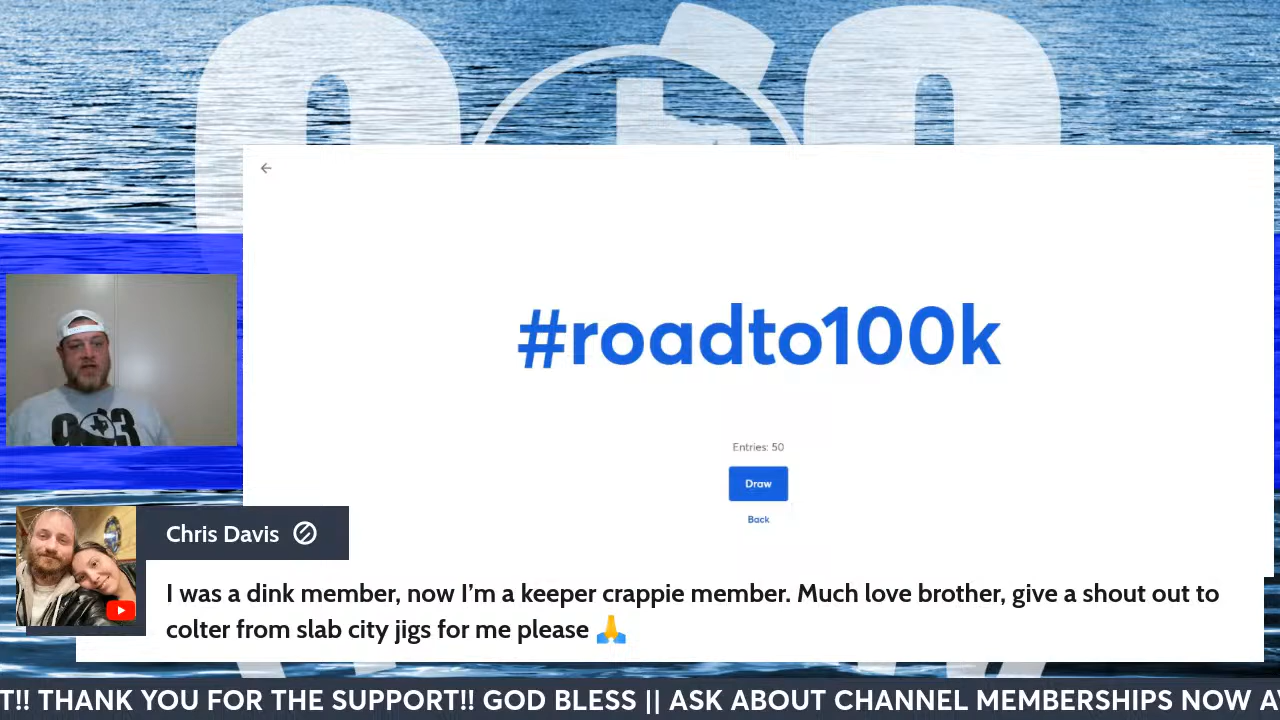 903
#roadto100k
Entries: 50
Draw
Back
903
Chris Davis
I was a dink member, now I’m a keeper crappie member. Much love brother, give a shout out to
colter from slab city jigs for me please 🙏
T!! THANK YOU FOR THE SUPPORT!! GOD BLESS || ASK ABOUT CHANNEL MEMBERSHIPS NOW A